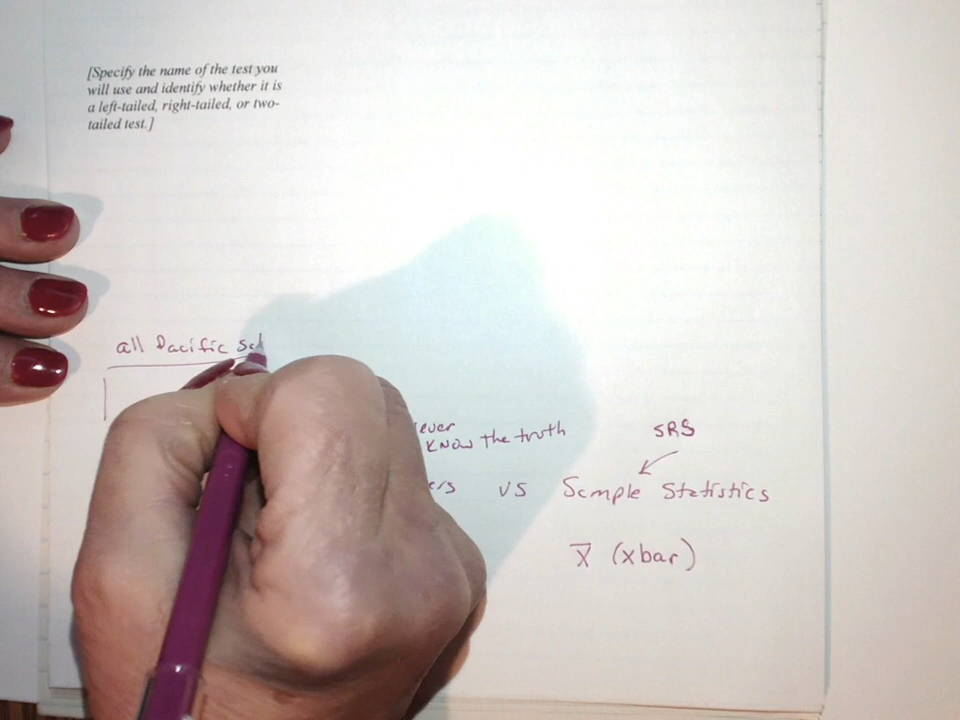 [Specify the name of the test you
will use and identify whether it is
a left-tailed, right-tailed, or two-
tailed test.]
all Pacific
know the truth
SRS
vs Sample Statistics
x̄ (xbar)